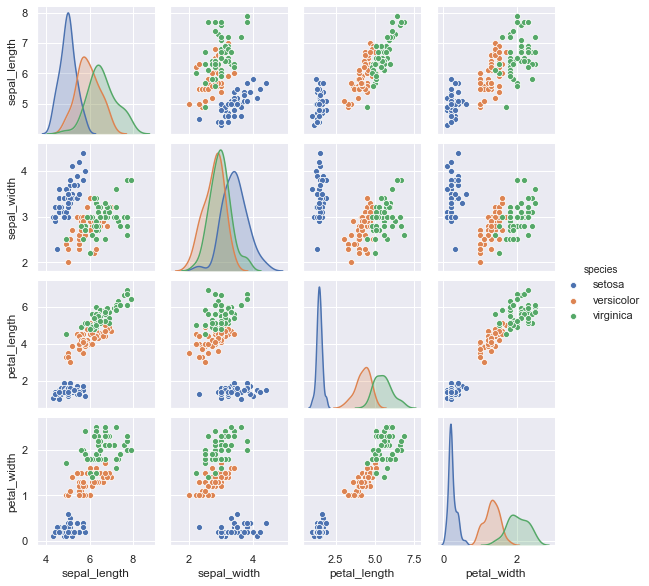 8
7
6
5
sepal_length
4
3
2
sepal_width
6
4
2
petal_length
2
1
0
petal_width
4 6 8
sepal_length
2 4
sepal_width
2.5 5.0 7.5
petal_length
0 2
petal_width
species
setosa
versicolor
virginica